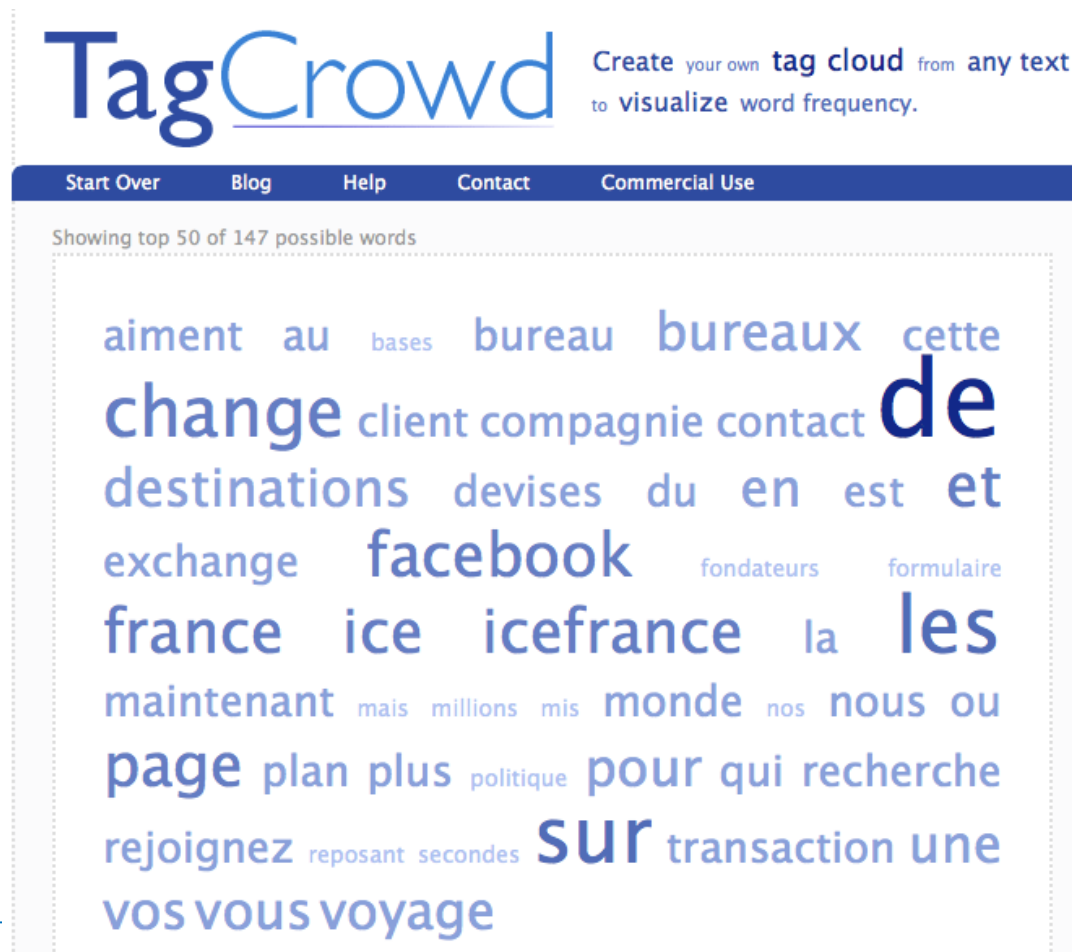 TagCrowd
Create your own tag cloud from any text
to visualize word frequency.
Start Over Blog Help Contact Commercial Use
Showing top 50 of 147 possible words
aiment au bases bureau bureaux cette
change client compagnie contact de
destinations devises du en est et
exchange facebook fondateurs formulaire
france ice icefrance la les
maintenant mais millions mis monde nos nous ou
page plan plus politique pour qui recherche
rejoignez reposant secondes sur transaction une
vos vous voyage